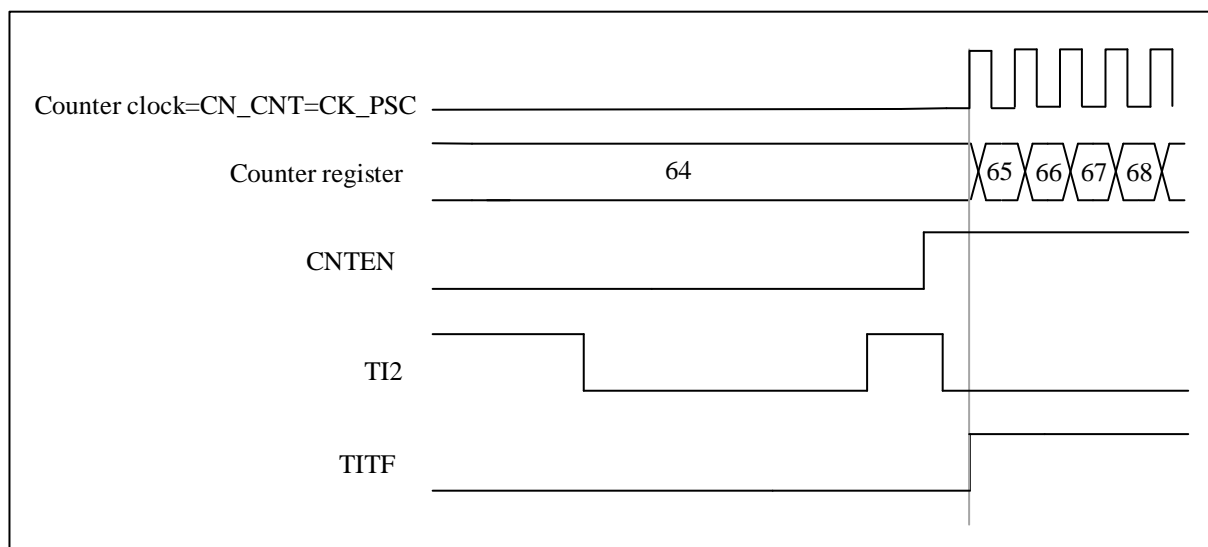 Counter clock=CN_CNT=CK_PSC
Counter register 64 65 66 67 68
CNTEN
TI2
TITF